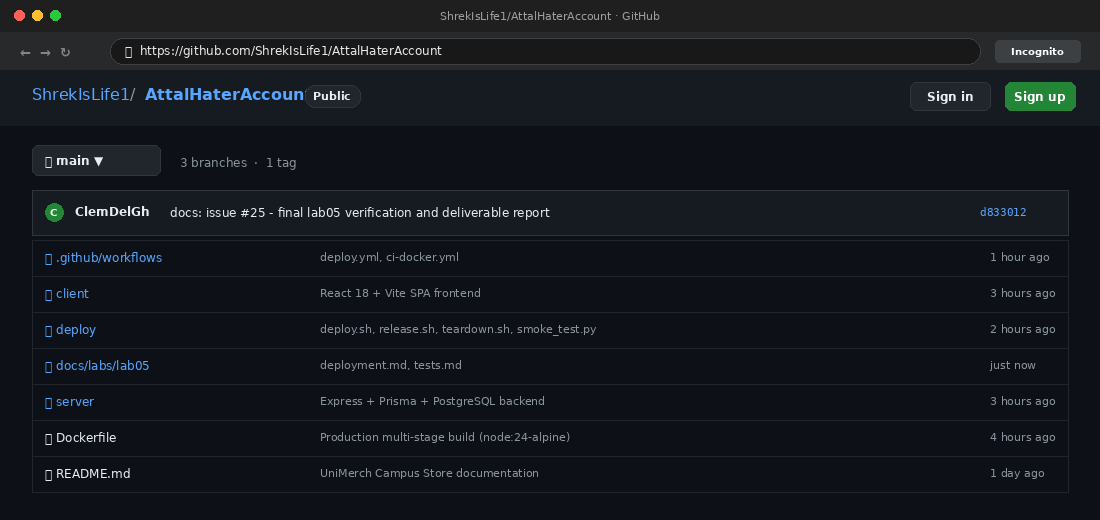 ShrekIsLife1/AttalHaterAccount · GitHub
https://github.com/ShrekIsLife1/AttalHaterAccount
Incognito
ShrekIsLife1/ AttalHaterAccoun Public
Sign in
Sign up
main ▼
3 branches · 1 tag
C ClemDelGh docs: issue #25 - final lab05 verification and deliverable report d833012
.github/workflows deploy.yml, ci-docker.yml 1 hour ago
client React 18 + Vite SPA frontend 3 hours ago
deploy deploy.sh, release.sh, teardown.sh, smoke_test.py 2 hours ago
docs/labs/lab05 deployment.md, tests.md just now
server Express + Prisma + PostgreSQL backend 3 hours ago
Dockerfile Production multi-stage build (node:24-alpine) 4 hours ago
README.md UniMerch Campus Store documentation 1 day ago